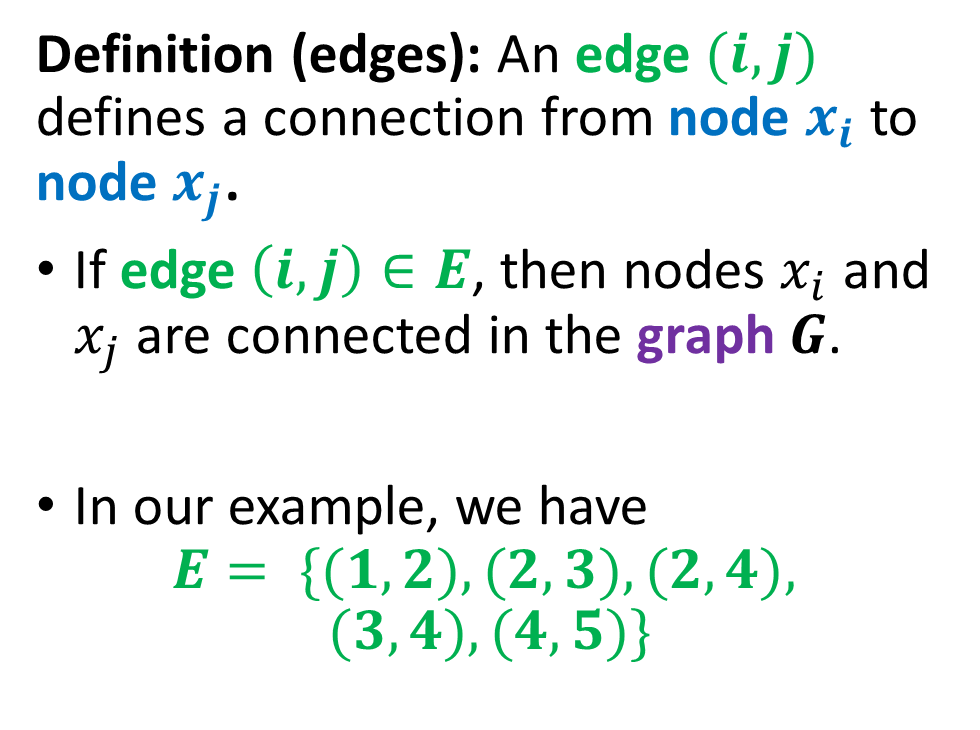 Definition (edges): An edge (i, j)
defines a connection from node xᵢ to
node xⱼ.
• If edge (i, j) ∈ E, then nodes xᵢ and
xⱼ are connected in the graph G.
• In our example, we have
E = {(1, 2), (2, 3), (2, 4),
(3, 4), (4, 5)}